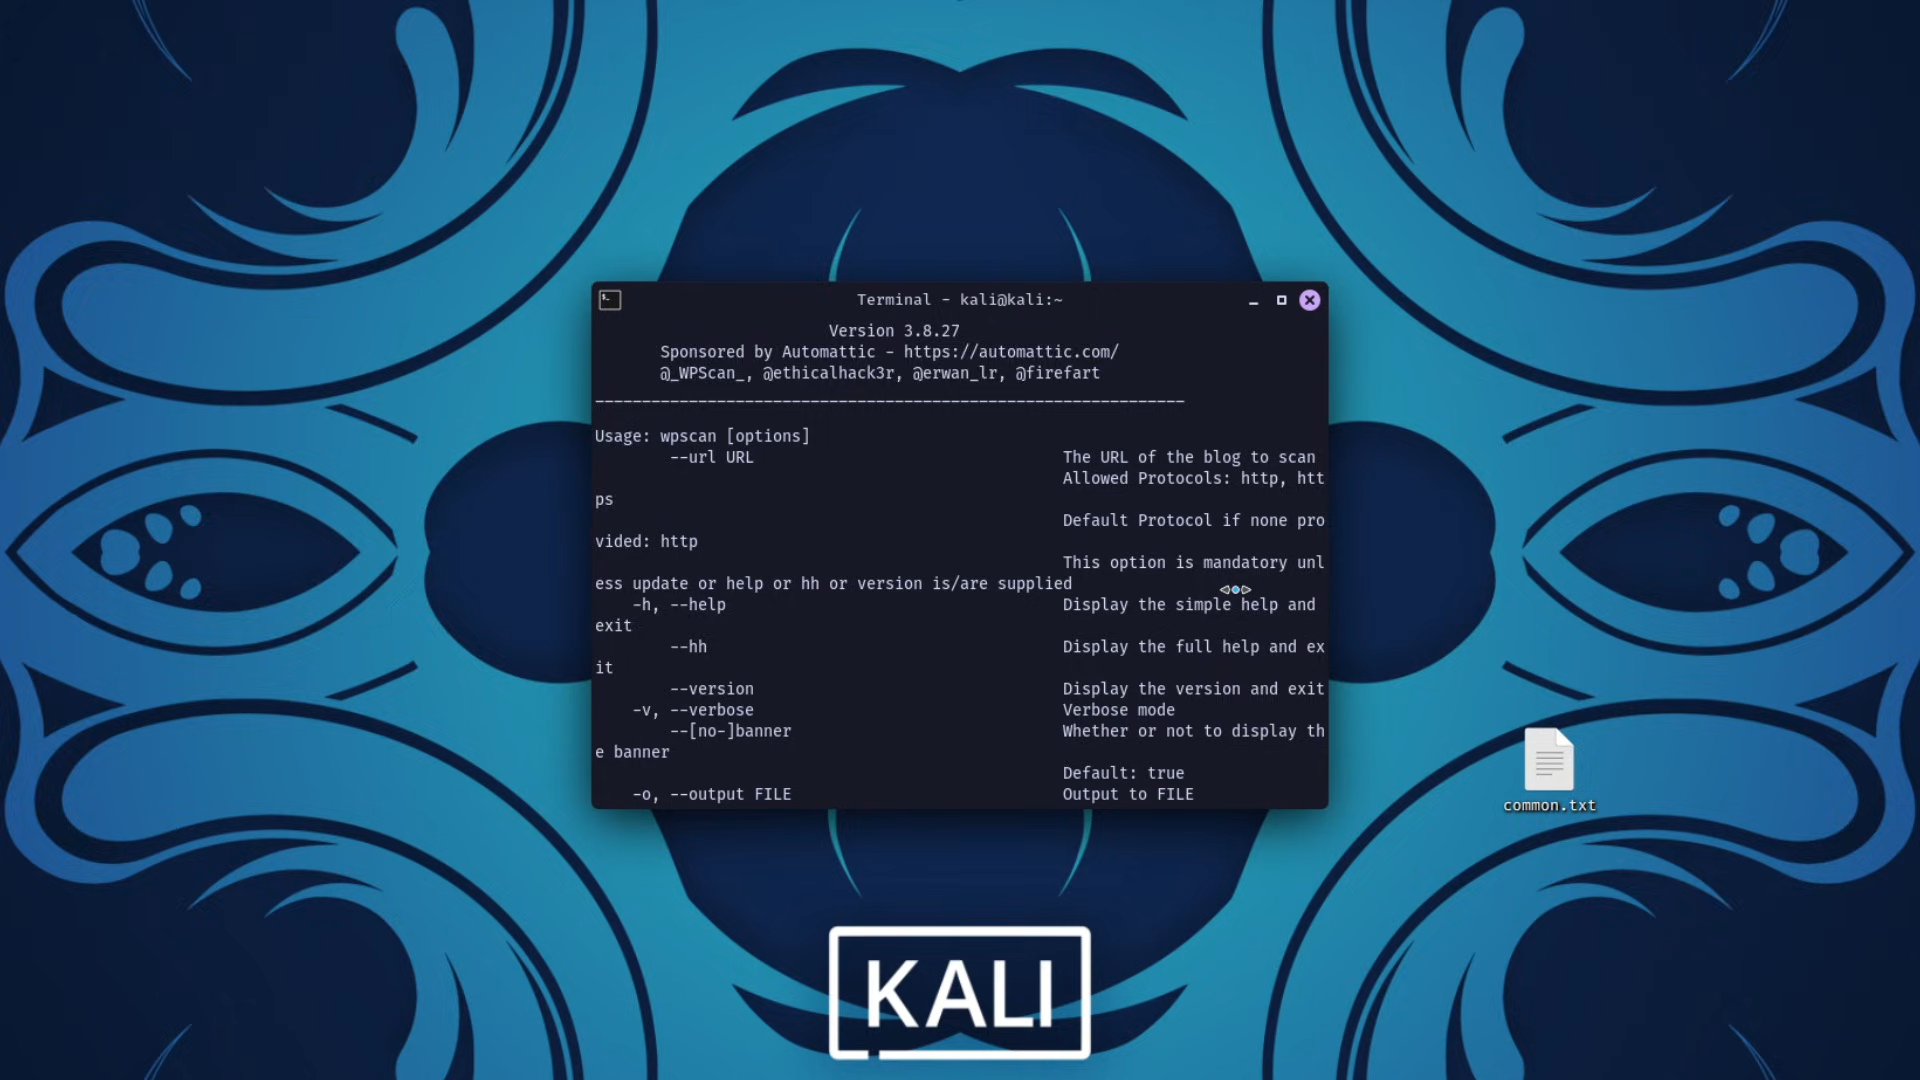 Terminal - kali@kali:~
Version 3.8.27
Sponsored by Automattic - https://automattic.com/
@_WPScan_, @ethicalhack3r, @erwan_lr, @firefart
_______________________________________________________________
Usage: wpscan [options]
--url URL The URL of the blog to scan
Allowed Protocols: http, htt
ps
Default Protocol if none pro
vided: http
This option is mandatory unl
ess update or help or hh or version is/are supplied
-h, --help Display the simple help and
exit
--hh Display the full help and ex
it
--version Display the version and exit
-v, --verbose Verbose mode
--[no-]banner Whether or not to display th
e banner
Default: true
-o, --output FILE Output to FILE
common.txt
KALI